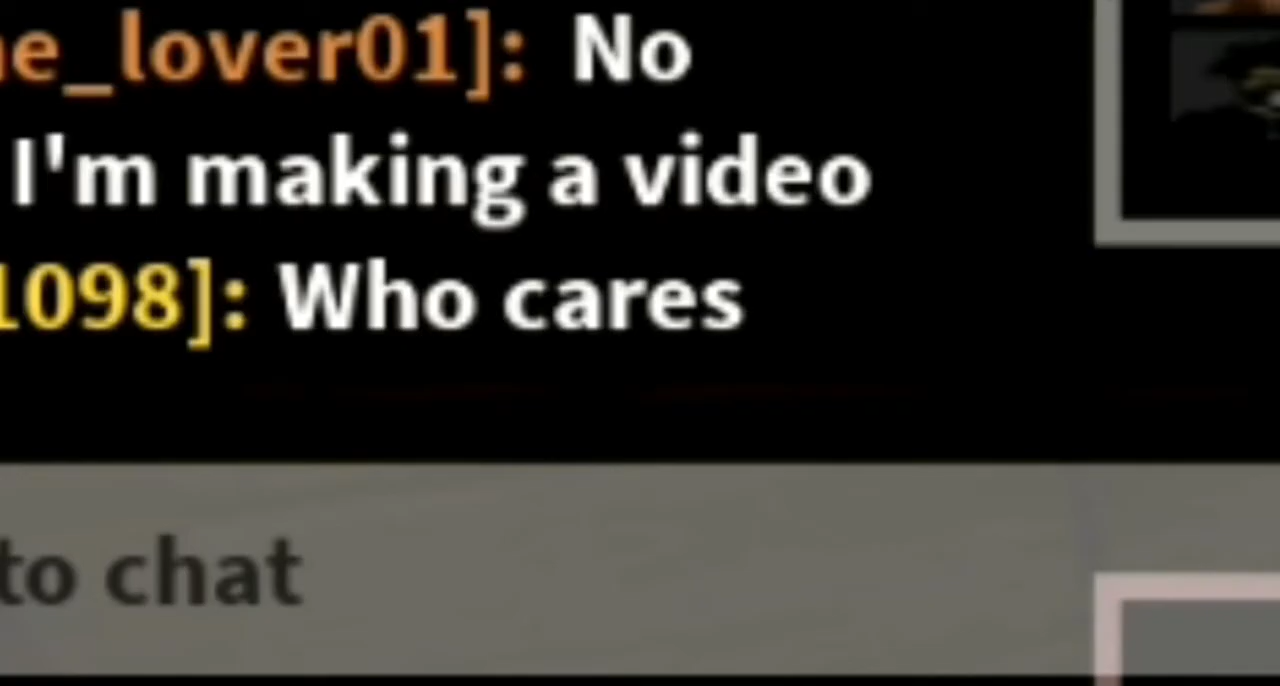 e_lover01]: No
I'm making a video
1098]: Who cares
to chat